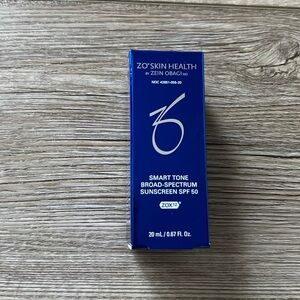 ZO® SKIN HEALTH
BY ZEIN OBAGI MD
SMART TONE
BROAD-SPECTRUM
SUNSCREEN SPF 50
ZOX12®
20 mL / 0.67 Fl. Oz.